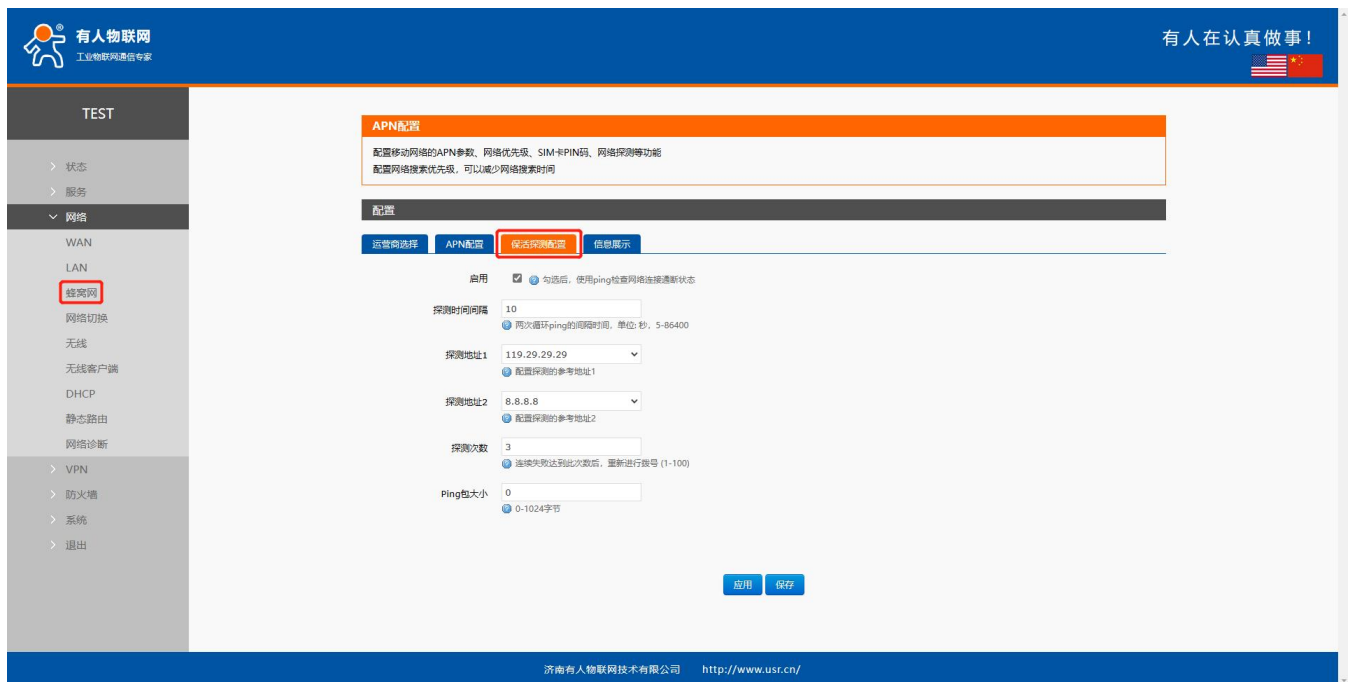 有人物联网
工业物联网通信专家
有人在认真做事!
TEST
状态
服务
网络
WAN
LAN
蜂窝网
网络切换
无线
无线客户端
DHCP
静态路由
网络诊断
VPN
防火墙
系统
退出
APN配置
配置移动网络的APN参数、网络优先级、SIM卡PIN码、网络探测等功能
配置网络搜素优先级,可以减少网络搜索时间
配置
运营商选择 APN配置 保活探测配置 信息展示
启用 勾选后,使用ping检查网络连接通断状态
探测时间间隔 10
两次循环ping的间隔时间,单位: 秒,5-86400
探测地址1 119.29.29.29
配置探测的参考地址1
探测地址2 8.8.8.8
配置探测的参考地址2
探测次数 3
连续失败达到此次数后,重新进行拨号 (1-100)
Ping包大小 0
0-1024字节
应用 保存
济南有人物联网技术有限公司 http://www.usr.cn/